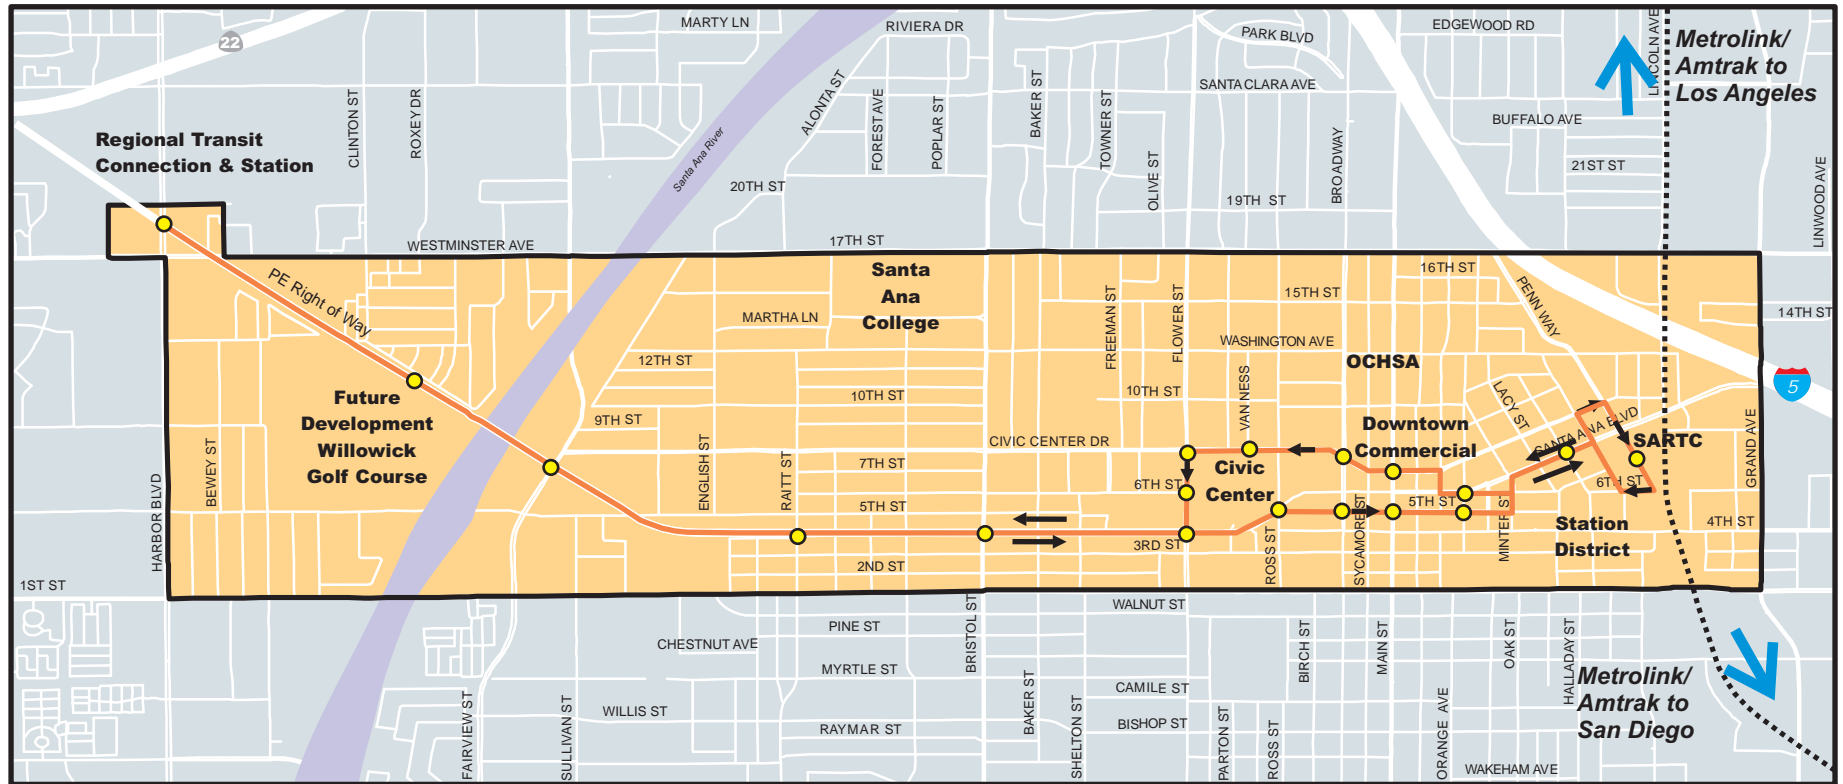 MARTY LN
RIVIERA DR
PARK BLVD
EDGEWOOD RD
LINCOLN AVE
Metrolink/
Amtrak to
Los Angeles
22
SANTA CLARA AVE
CLINTON ST
ROXEY DR
ALONTA ST
FOREST AVE
POPLAR ST
BAKER ST
TOWNER ST
OLIVE ST
BROADWAY
BUFFALO AVE
21ST ST
LINWOOD AVE
Regional Transit
Connection & Station
Santa Ana River
20TH ST
19TH ST
WESTMINSTER AVE
17TH ST
PE Right of Way
Santa
Ana
College
16TH ST
15TH ST
PENN WAY
14TH ST
MARTHA LN
FREEMAN ST
FLOWER ST
WASHINGTON AVE
OCHSA
12TH ST
10TH ST
10TH ST
VAN NESS
LACY ST
5
Future
Development
Willowick
Golf Course
9TH ST
CIVIC CENTER DR
Downtown
Commercial
SANTA ANA BLVD
SARTC
GRAND AVE
BEWEY ST
ENGLISH ST
RAITT ST
7TH ST
6TH ST
Civic
Center
6TH ST
HARBOR BLVD
5TH ST
SYCAMORE ST
5TH ST
MINTER ST
Station
District
4TH ST
3RD ST
ROSS ST
2ND ST
1ST ST
WALNUT ST
PINE ST
CHESTNUT AVE
BRISTOL ST
MYRTLE ST
BIRCH ST
MAIN ST
OAK ST
HALLADAY ST
Metrolink/
Amtrak to
San Diego
CAMILE ST
FAIRVIEW ST
SULLIVAN ST
WILLIS ST
RAYMAR ST
BAKER ST
SHELTON ST
BISHOP ST
PARTON ST
ROSS ST
ORANGE AVE
WAKEHAM AVE